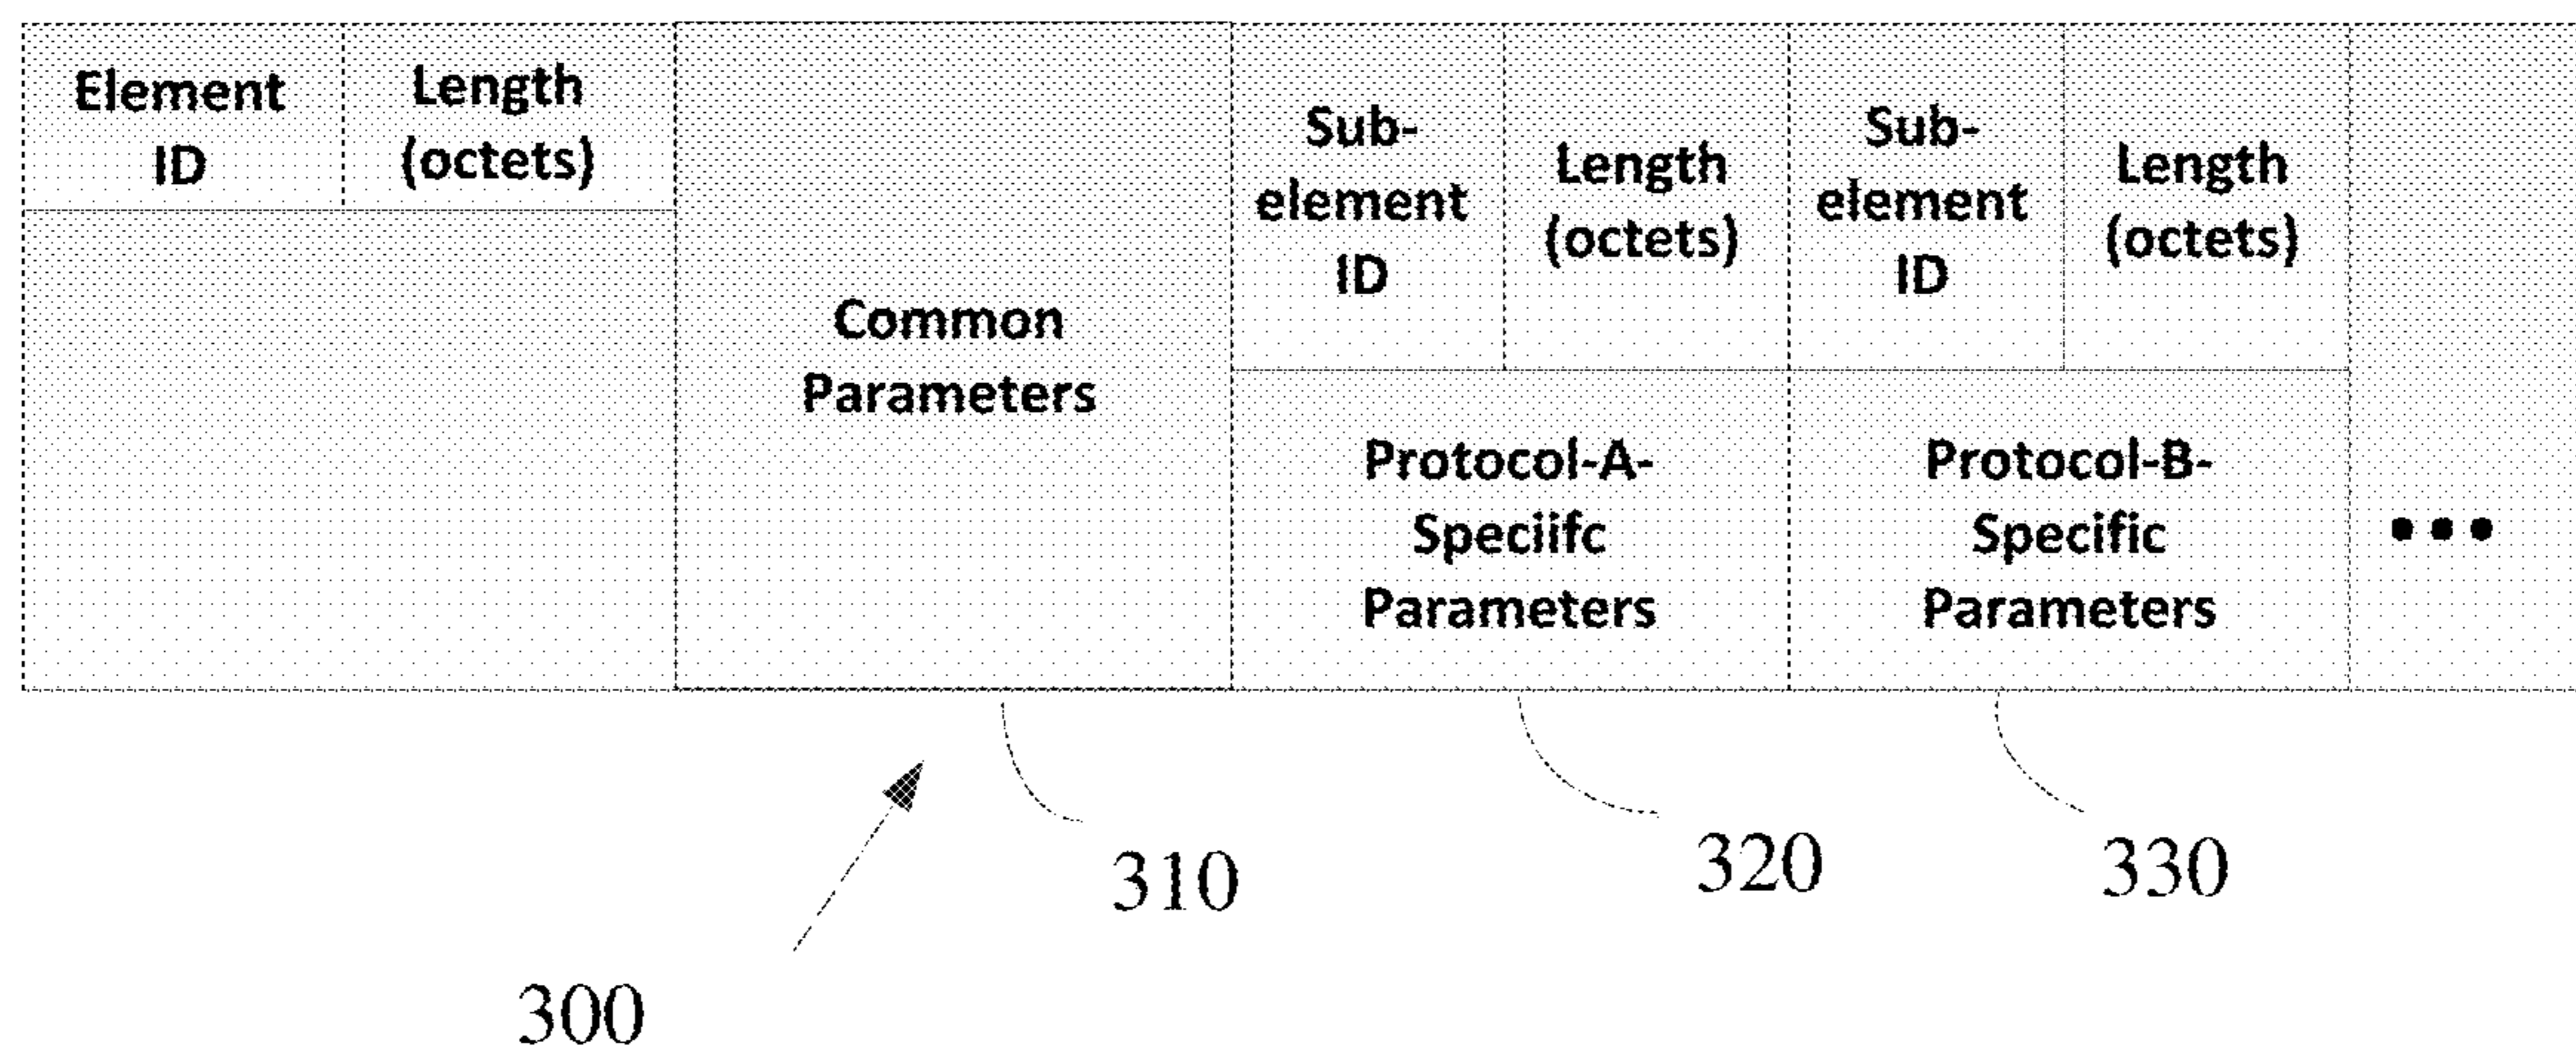 Element
ID
Length
(octets)
Common
Parameters
Sub-
element
ID
Length
(octets)
Protocol-A-
Speciifc
Parameters
Sub-
element
ID
Length
(octets)
Protocol-B-
Specific
Parameters
•••
310
320
330
300